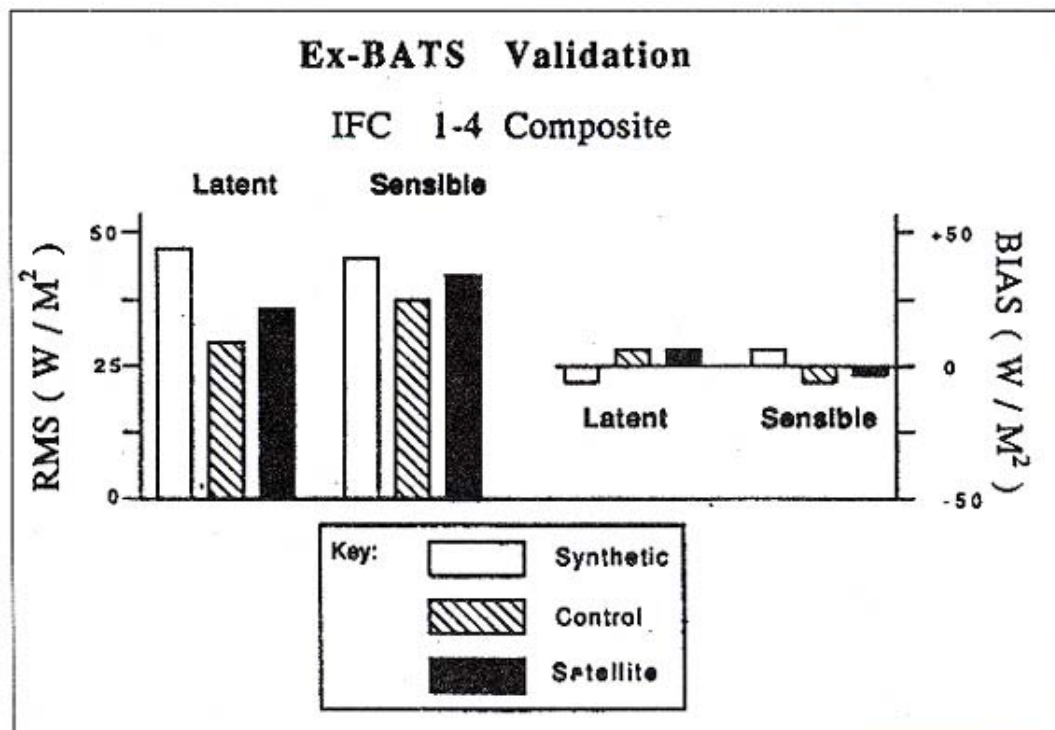 Ex-BATS Validation
IFC 1-4 Composite
Latent Sensible
RMS ( W / M² )
50
25
0
+50
0
-50
BIAS ( W / M² )
Latent Sensible
Key:
Synthetic
Control
Satellite